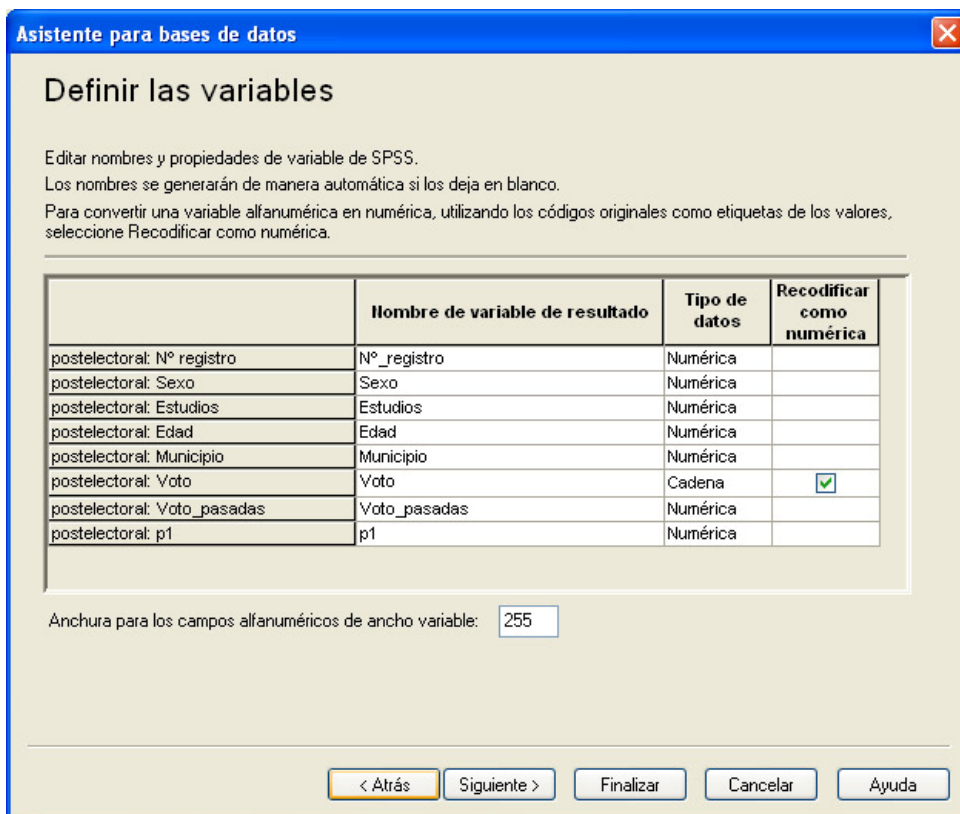 Asistente para bases de datos
Definir las variables
Editar nombres y propiedades de variable de SPSS.
Los nombres se generarán de manera automática si los deja en blanco.
Para convertir una variable alfanumérica en numérica, utilizando los códigos originales como etiquetas de los valores,
seleccione Recodificar como numérica.
Nombre de variable de resultado Tipo de datos Recodificar como numérica
postelectoral: Nº registro Nº_registro Numérica
postelectoral: Sexo Sexo Numérica
postelectoral: Estudios Estudios Numérica
postelectoral: Edad Edad Numérica
postelectoral: Municipio Municipio Numérica
postelectoral: Voto Voto Cadena
postelectoral: Voto_pasadas Voto_pasadas Numérica
postelectoral: p1 p1 Numérica
Anchura para los campos alfanuméricos de ancho variable: 255
< Atrás Siguiente > Finalizar Cancelar Ayuda